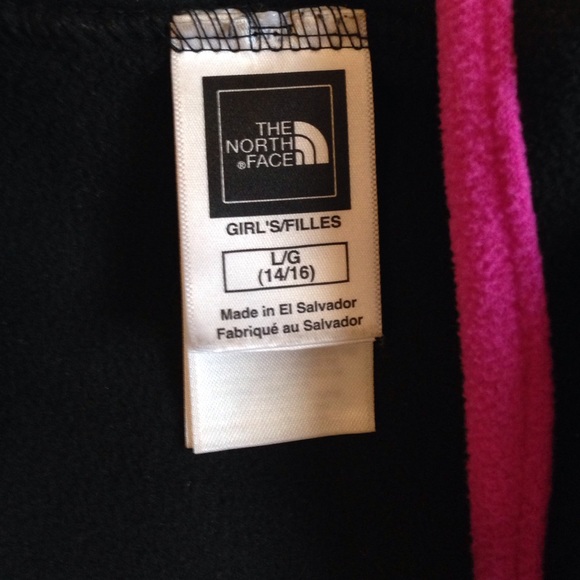 THE
NORTH
®FACE
GIRL'S/FILLES
L/G
(14/16)
Made in El Salvador
Fabriqué au Salvador